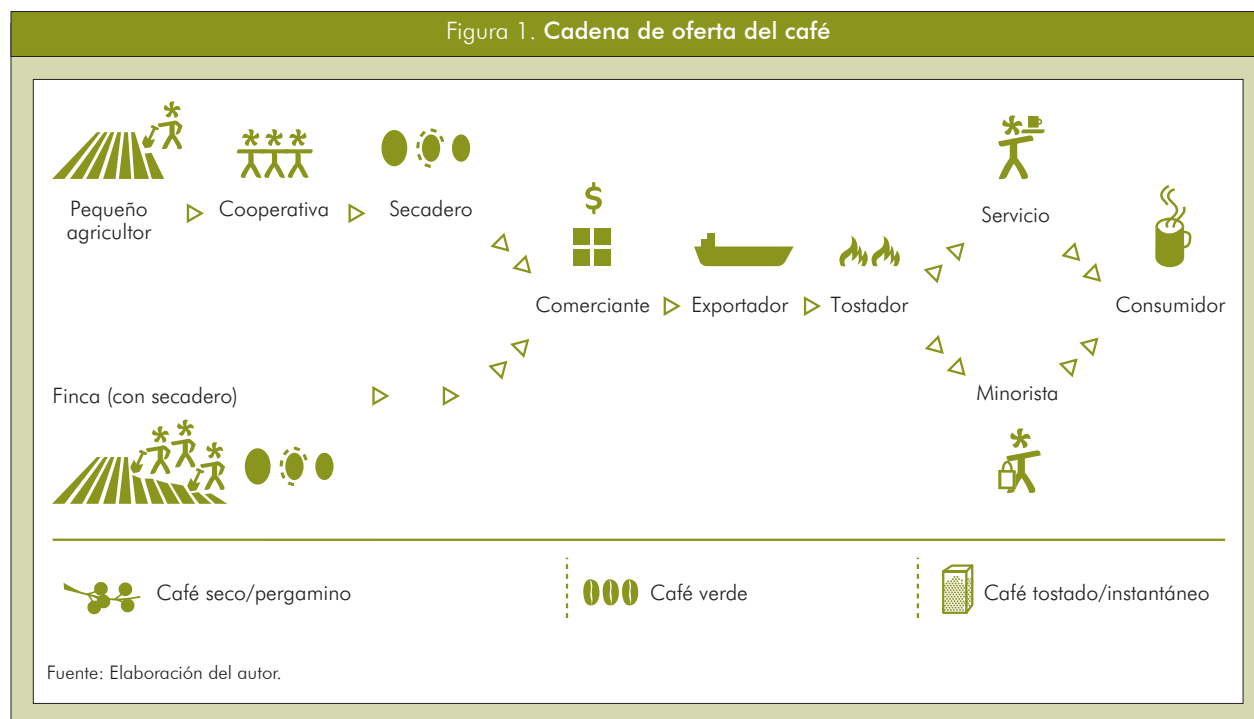 Figura 1. Cadena de oferta del café
Pequeño
agricultor
Cooperativa
Secadero
$
Comerciante
Exportador
Tostador
Servicio
Consumidor
Finca (con secadero)
Minorista
Café seco/pergamino
Café verde
Café tostado/instantáneo
Fuente: Elaboración del autor.